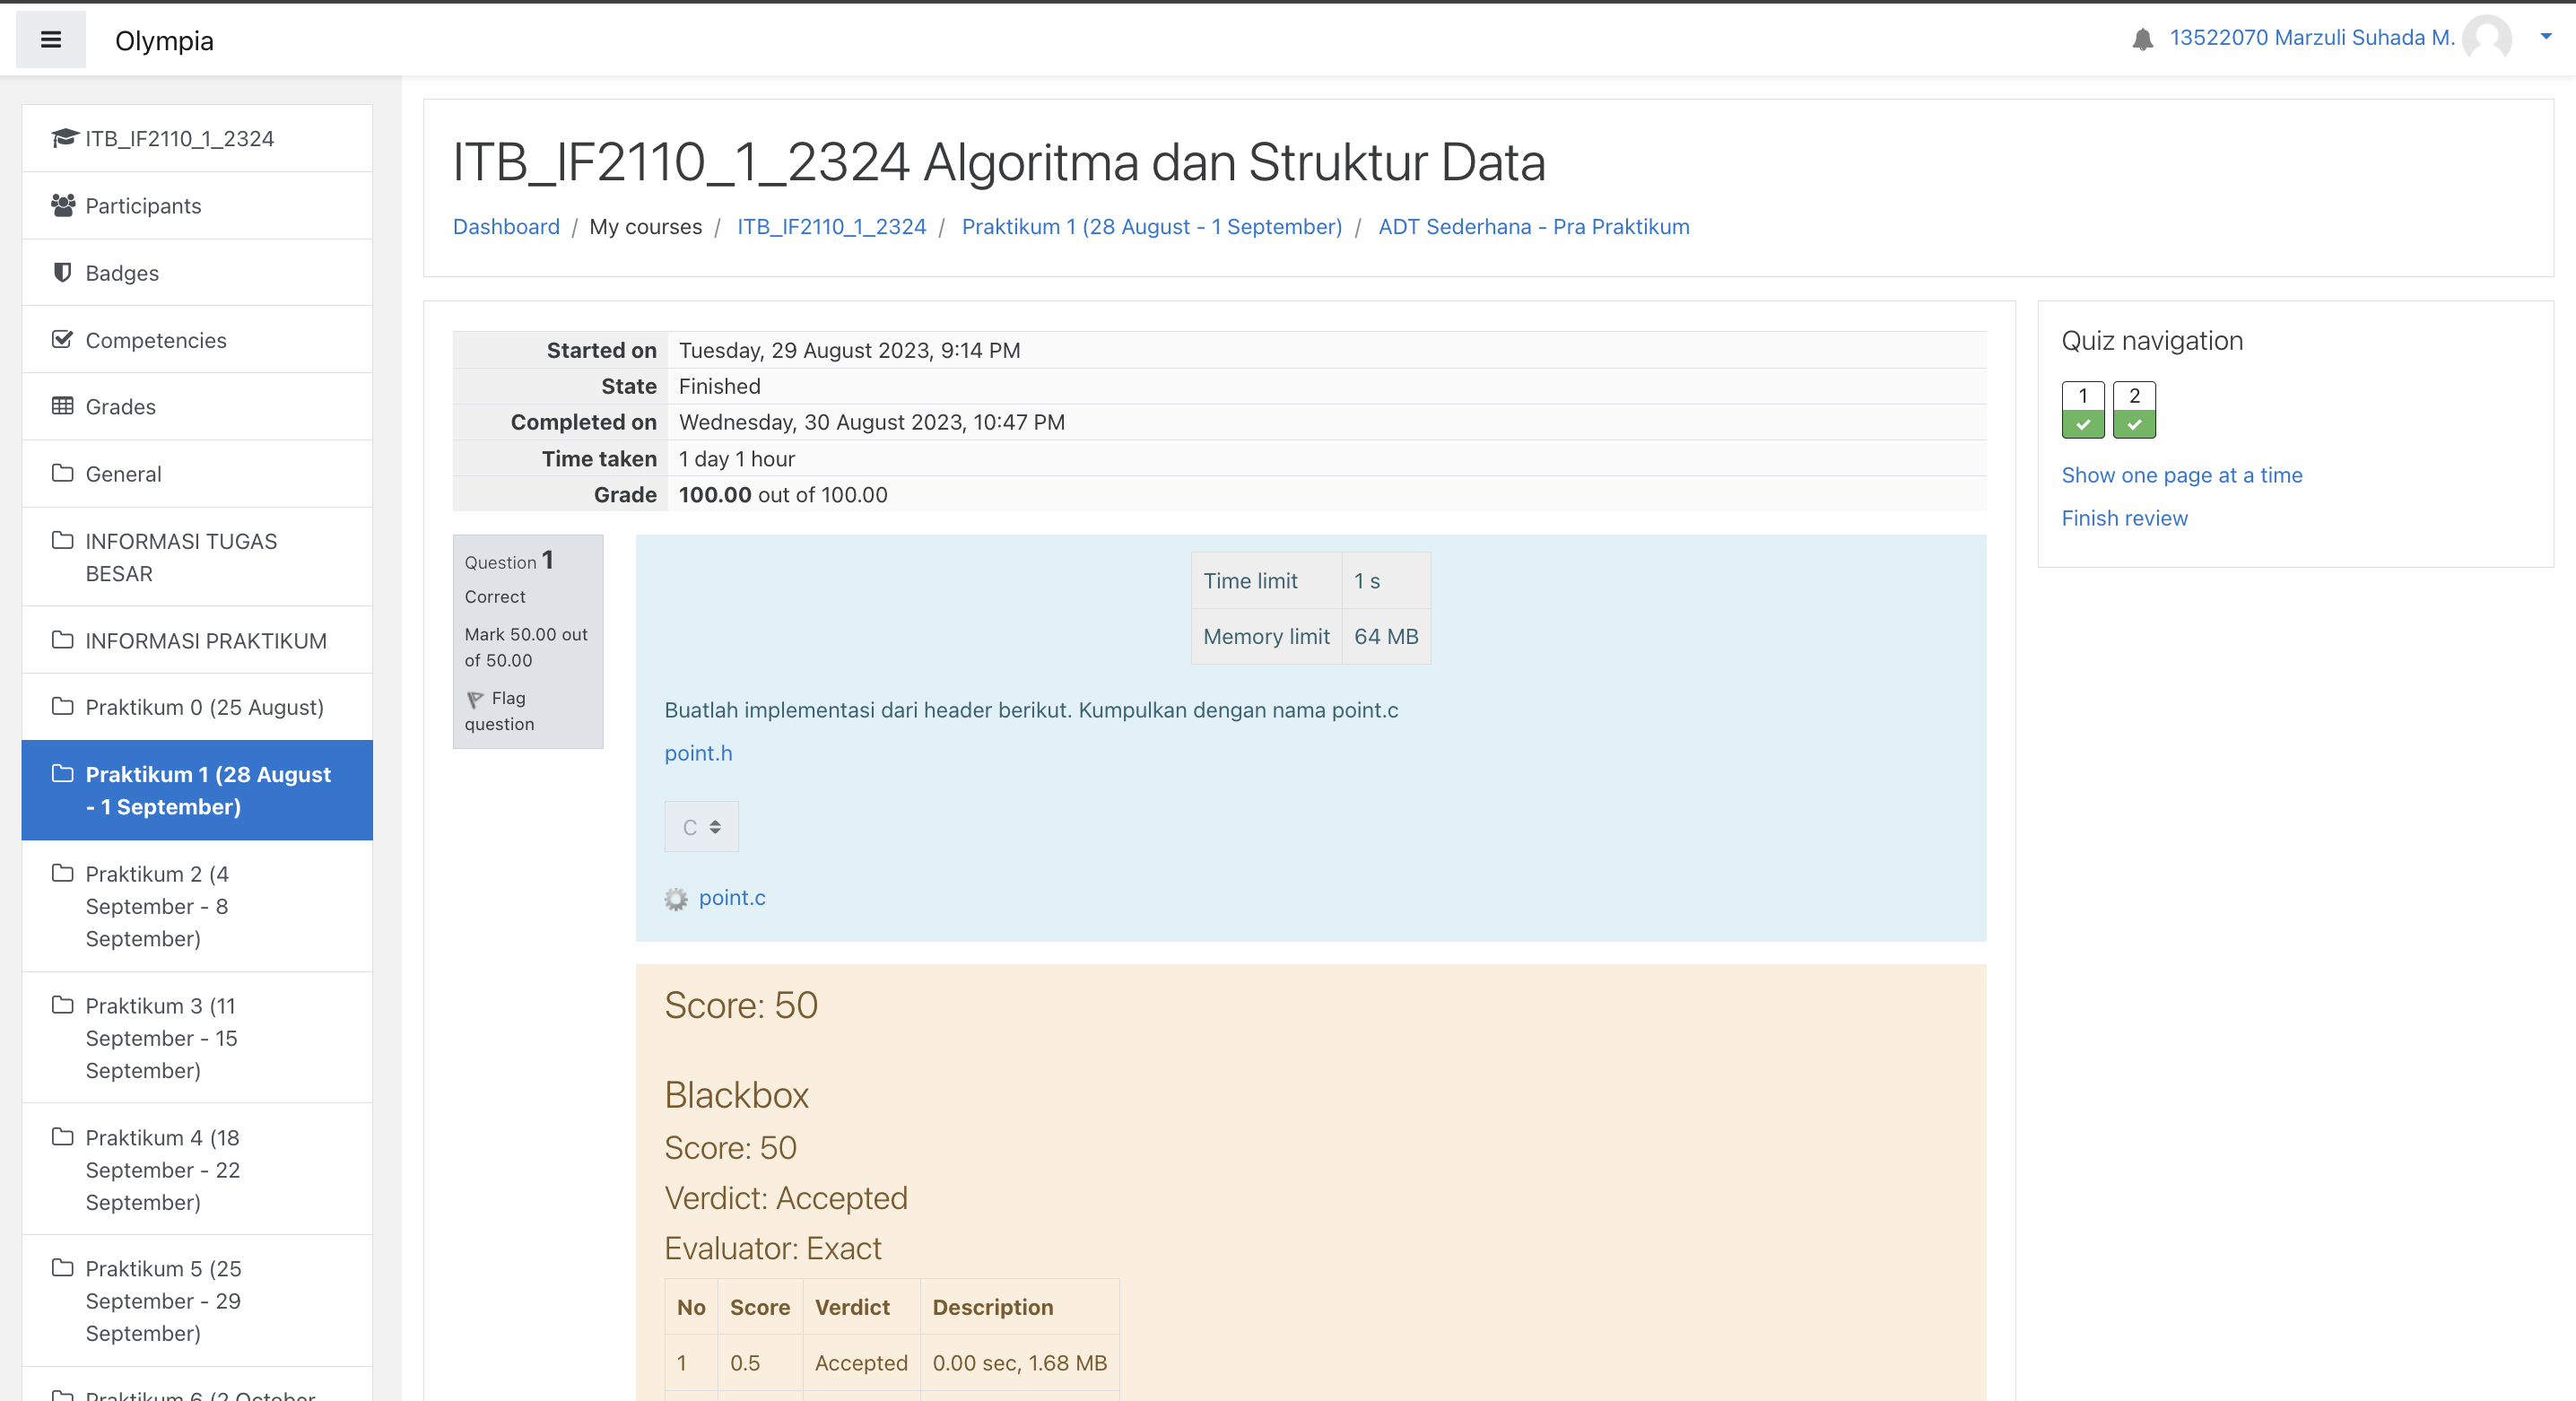 Olympia
13522070 Marzuli Suhada M.
ITB_IF2110_1_2324
Participants
Badges
Competencies
Grades
General
INFORMASI TUGAS
BESAR
INFORMASI PRAKTIKUM
Praktikum 0 (25 August)
Praktikum 1 (28 August
- 1 September)
Praktikum 2 (4
September - 8
September)
Praktikum 3 (11
September - 15
September)
Praktikum 4 (18
September - 22
September)
Praktikum 5 (25
September - 29
September)
Praktikum 6 (2 October
ITB_IF2110_1_2324 Algoritma dan Struktur Data
Dashboard / My courses / ITB_IF2110_1_2324 / Praktikum 1 (28 August - 1 September) / ADT Sederhana - Pra Praktikum
Started on Tuesday, 29 August 2023, 9:14 PM
State Finished
Completed on Wednesday, 30 August 2023, 10:47 PM
Time taken 1 day 1 hour
Grade 100.00 out of 100.00
Question 1
Correct
Mark 50.00 out
of 50.00
Flag
question
Time limit 1 s
Memory limit 64 MB
Buatlah implementasi dari header berikut. Kumpulkan dengan nama point.c
point.h
C
point.c
Score: 50
Blackbox
Score: 50
Verdict: Accepted
Evaluator: Exact
No Score Verdict Description
1 0.5 Accepted 0.00 sec, 1.68 MB
Quiz navigation
1 2
Show one page at a time
Finish review